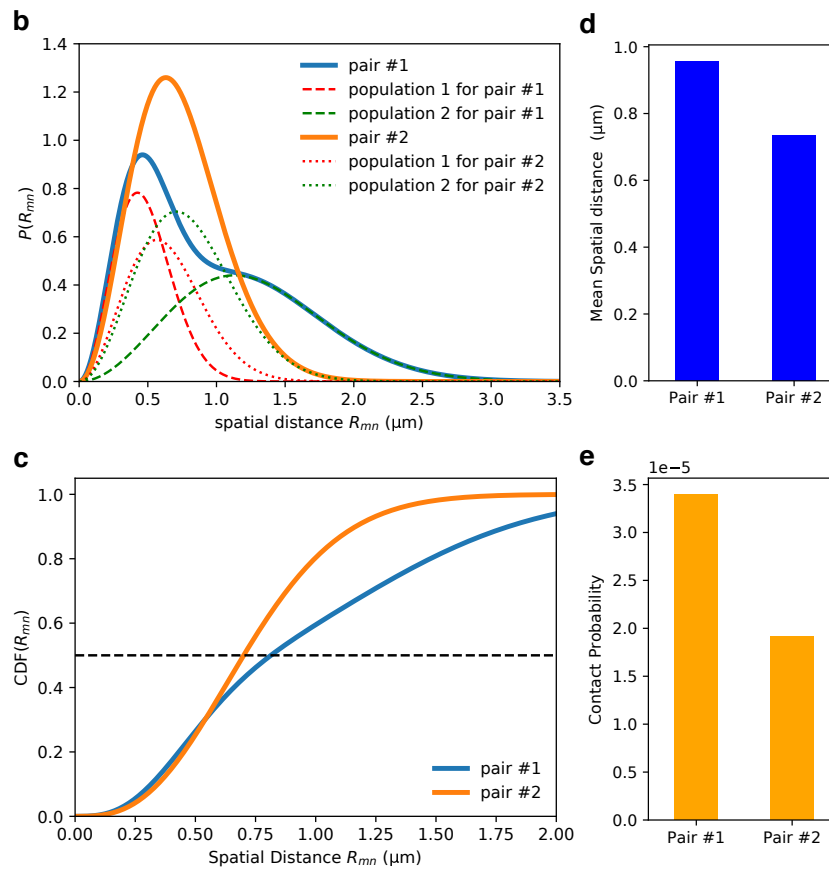 b
1.4
1.2
1.0
0.8
0.6
0.4
0.2
0.0
P(Rmn)
0.0 0.5 1.0 1.5 2.0 2.5 3.0 3.5
spatial distance Rmn (μm)
pair #1
population 1 for pair #1
population 2 for pair #1
pair #2
population 1 for pair #2
population 2 for pair #2
d
1.0
0.8
0.6
0.4
0.2
0.0
Mean Spatial distance (μm)
Pair #1 Pair #2
c
1.0
0.8
0.6
0.4
0.2
0.0
CDF(Rmn)
0.00 0.25 0.50 0.75 1.00 1.25 1.50 1.75 2.00
Spatial Distance Rmn (μm)
pair #1
pair #2
e
1e-5
3.5
3.0
2.5
2.0
1.5
1.0
0.5
0.0
Contact Probability
Pair #1 Pair #2